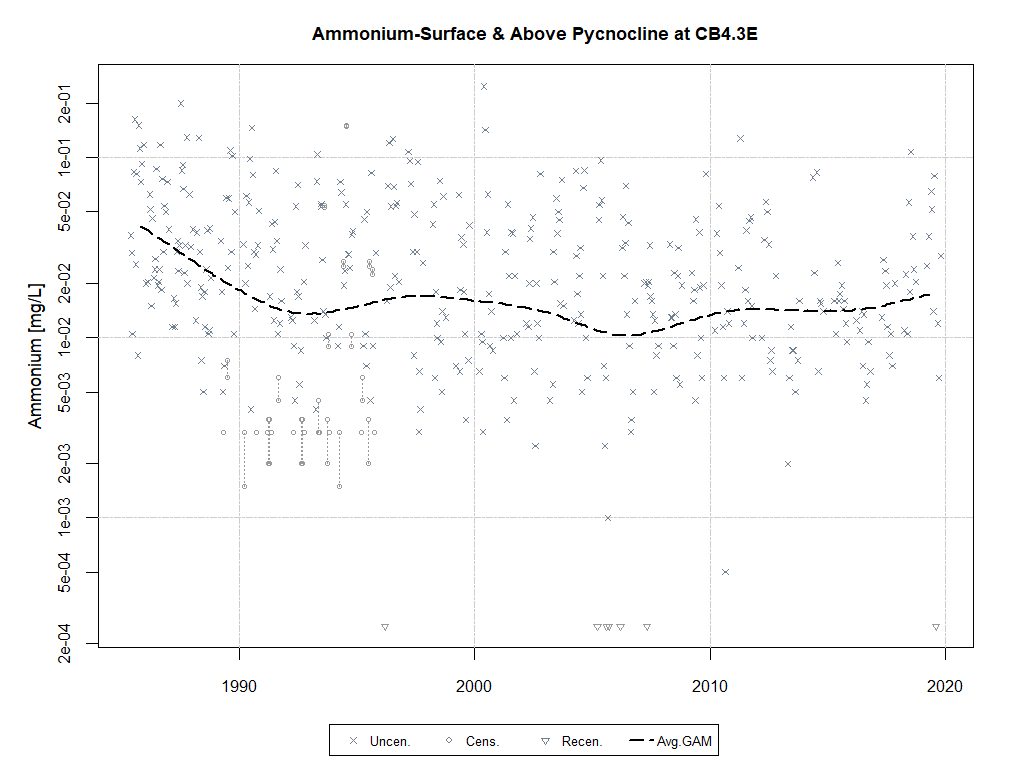 Ammonium-Surface & Above Pycnocline at CB4.3E
Ammonium [mg/L]
2e-01
1e-01
5e-02
2e-02
1e-02
5e-03
2e-03
1e-03
5e-04
2e-04
1990 2000 2010 2020
Uncen. Cens. Recen. Avg.GAM